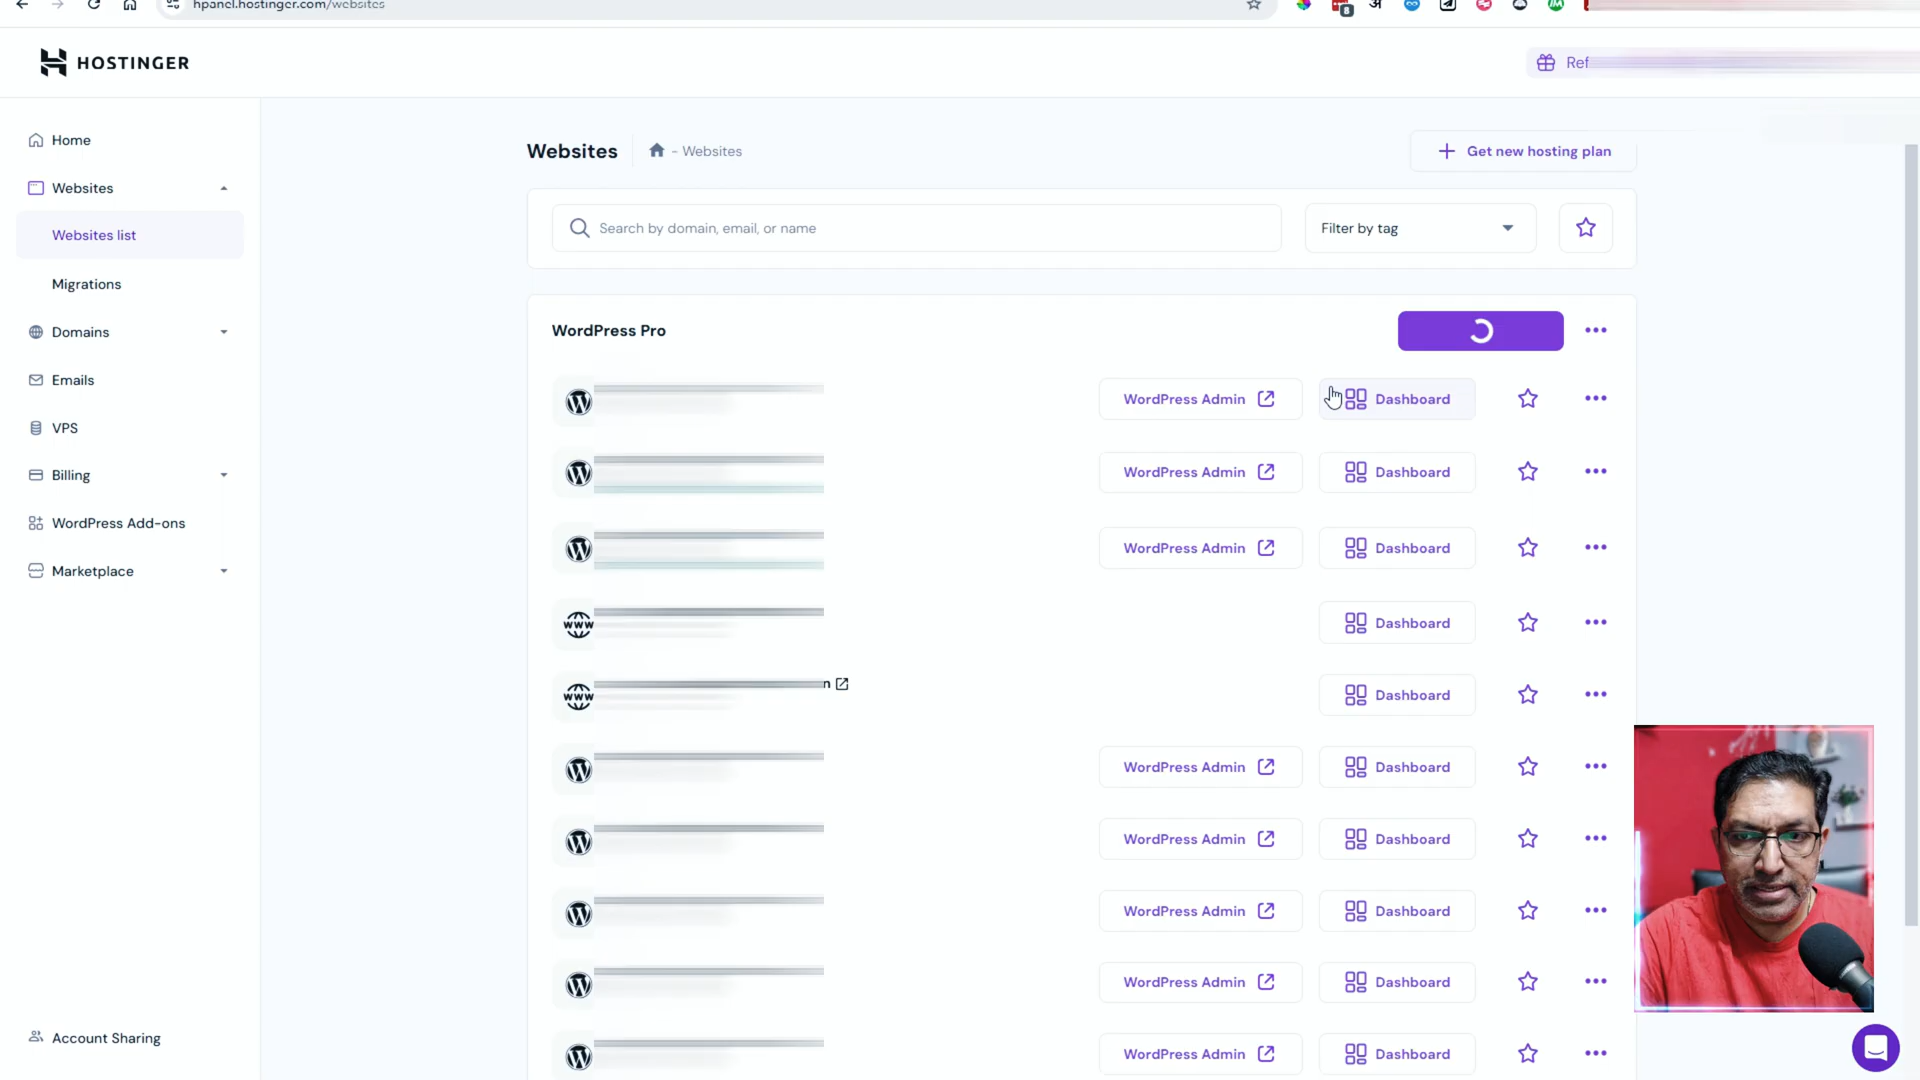 hpanel.hostinger.com/websites
8
अ
HOSTINGER
Ref
Home
Websites
Websites list
Migrations
Domains
Emails
VPS
Billing
WordPress Add-ons
Marketplace
Account Sharing
Websites
- Websites
Get new hosting plan
Search by domain, email, or name
Filter by tag
WordPress Pro
WordPress Admin Dashboard
WordPress Admin Dashboard
WordPress Admin Dashboard
www Dashboard
www n Dashboard
WordPress Admin Dashboard
WordPress Admin Dashboard
WordPress Admin Dashboard
WordPress Admin Dashboard
WordPress Admin Dashboard